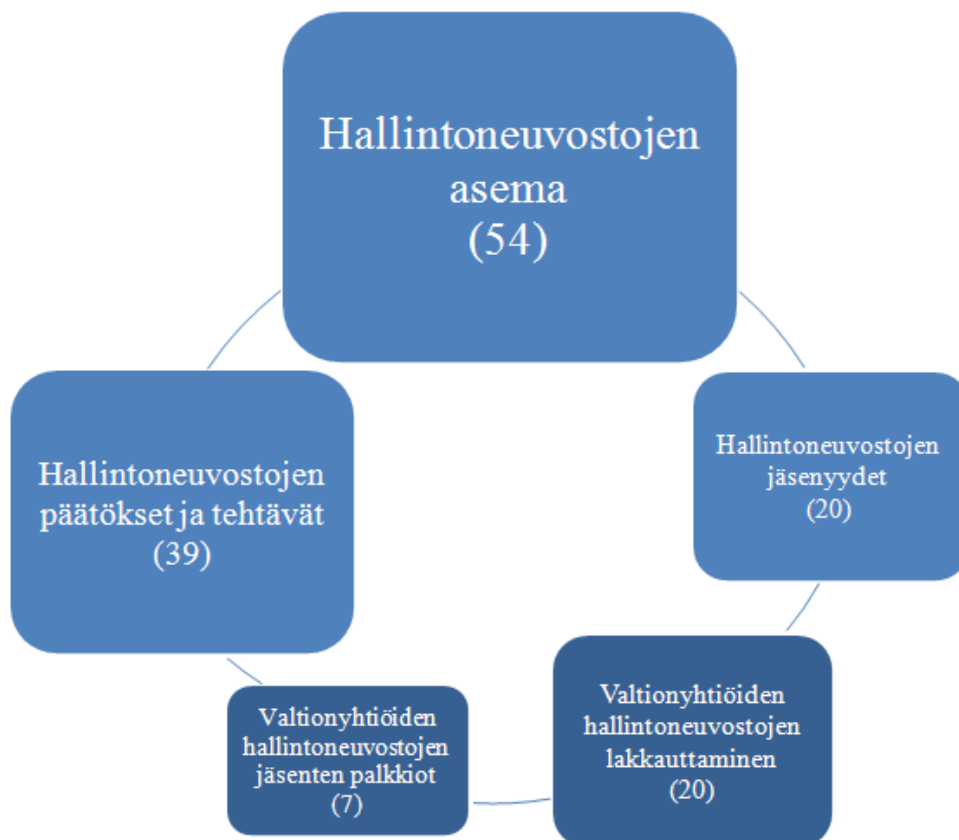 Hallintoneuvostojen
asema
(54)
Hallintoneuvostojen
jäsenyydet
(20)
Valtionyhtiöiden
hallintoneuvostojen
lakkauttaminen
(20)
Valtionyhtiöiden
hallintoneuvostojen
jäsenten palkkiot
(7)
Hallintoneuvostojen
päätökset ja tehtävät
(39)